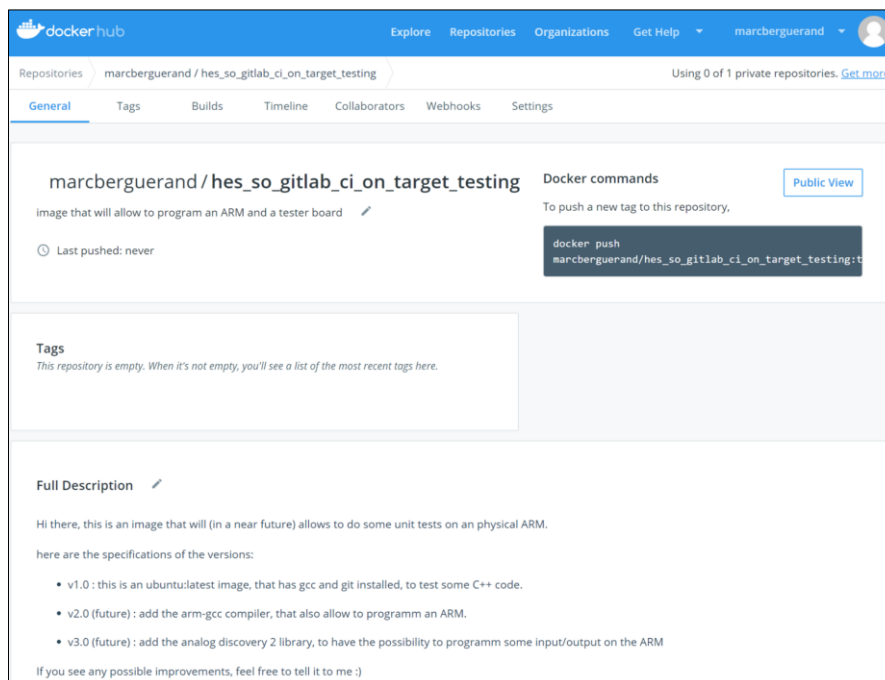 dockerhub Explore Repositories Organizations Get Help marcberguerand
Repositories marcberguerand / hes_so_gitlab_ci_on_target_testing Using 0 of 1 private repositories. Get more
General Tags Builds Timeline Collaborators Webhooks Settings
marcberguerand / hes_so_gitlab_ci_on_target_testing
image that will allow to program an ARM and a tester board
Last pushed: never
Docker commands
Public View
To push a new tag to this repository,
docker push
marcberguerand/hes_so_gitlab_ci_on_target_testing:t
Tags
This repository is empty. When it's not empty, you'll see a list of the most recent tags here.
Full Description
Hi there, this is an image that will (in a near future) allows to do some unit tests on an physical ARM.
here are the specifications of the versions:
• v1.0 : this is an ubuntu:latest image, that has gcc and git installed, to test some C++ code.
• v2.0 (future) : add the arm-gcc compiler, that also allow to programm an ARM.
• v3.0 (future) : add the analog discovery 2 library, to have the possibility to programm some input/output on the ARM
If you see any possible improvements, feel free to tell it to me :)